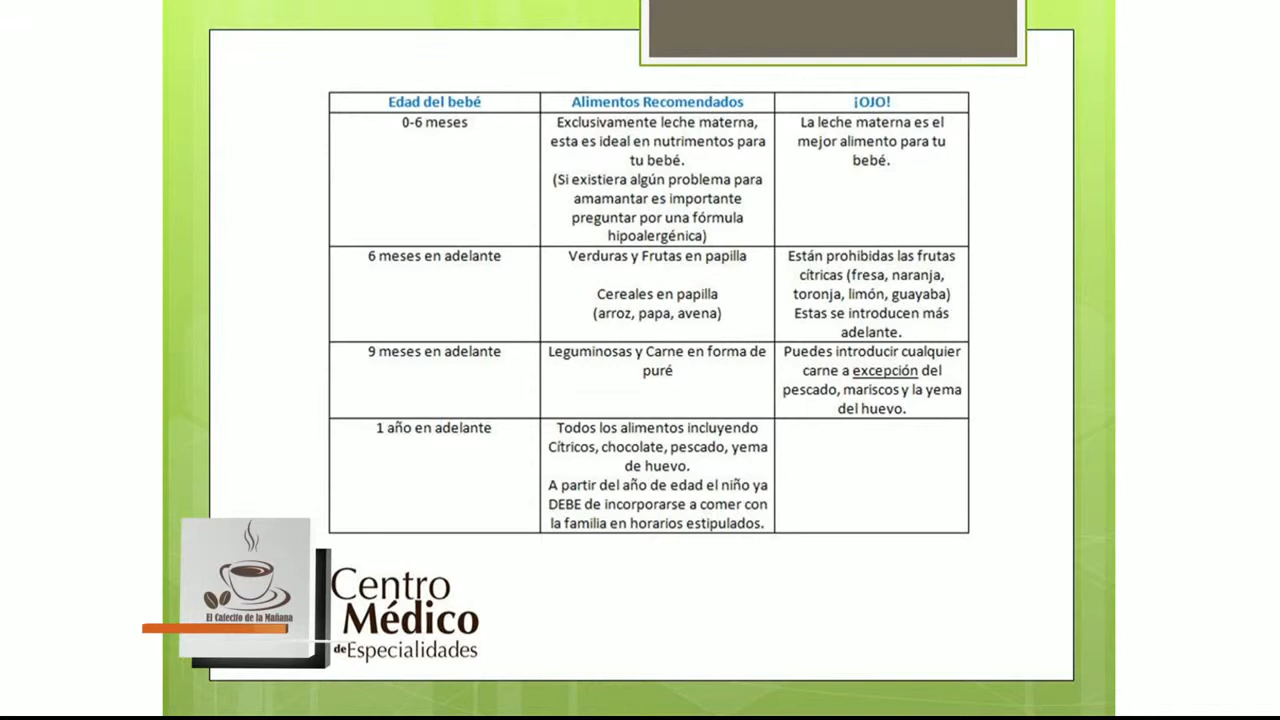 Edad del bebé
Alimentos Recomendados
¡OJO!
0-6 meses
Exclusivamente leche materna,
esta es ideal en nutrimentos para
tu bebé.
(Si existiera algún problema para
amamantar es importante
preguntar por una fórmula
hipoalergénica)
La leche materna es el
mejor alimento para tu
bebé.
6 meses en adelante
Verduras y Frutas en papilla
Cereales en papilla
(arroz, papa, avena)
Están prohibidas las frutas
cítricas (fresa, naranja,
toronja, limón, guayaba)
Estas se introducen más
adelante.
9 meses en adelante
Leguminosas y Carne en forma de
puré
Puedes introducir cualquier
carne a excepción del
pescado, mariscos y la yema
del huevo.
1 año en adelante
Todos los alimentos incluyendo
Cítricos, chocolate, pescado, yema
de huevo.
A partir del año de edad el niño ya
DEBE de incorporarse a comer con
la familia en horarios estipulados.
El Cafecito de la Mañana
Centro
Médico
de Especialidades